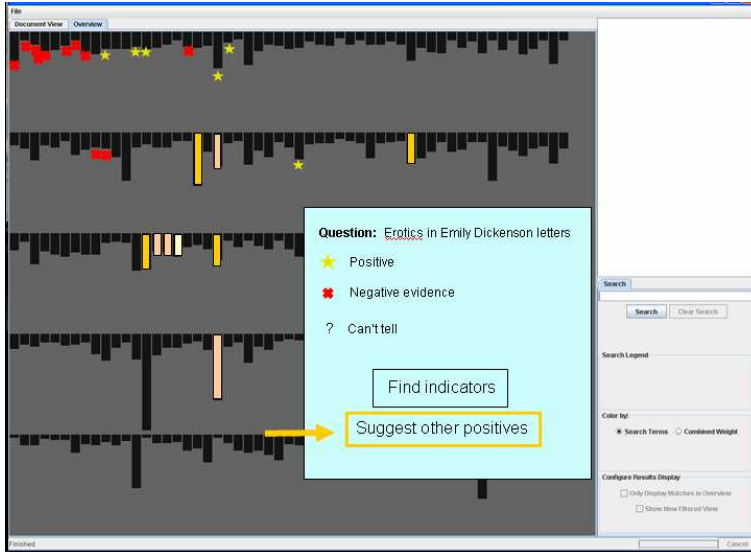 File
Document View Overview
Question: Erotics in Emily Dickenson letters
Positive
Negative evidence
? Can't tell
Find indicators
Suggest other positives
Search
Search Clear Search
Search Legend
Color by:
Search Terms Combined Weight
Configure Results Display
Only Display Matches in Overview
Show New Filtered View
Finished
Cancel